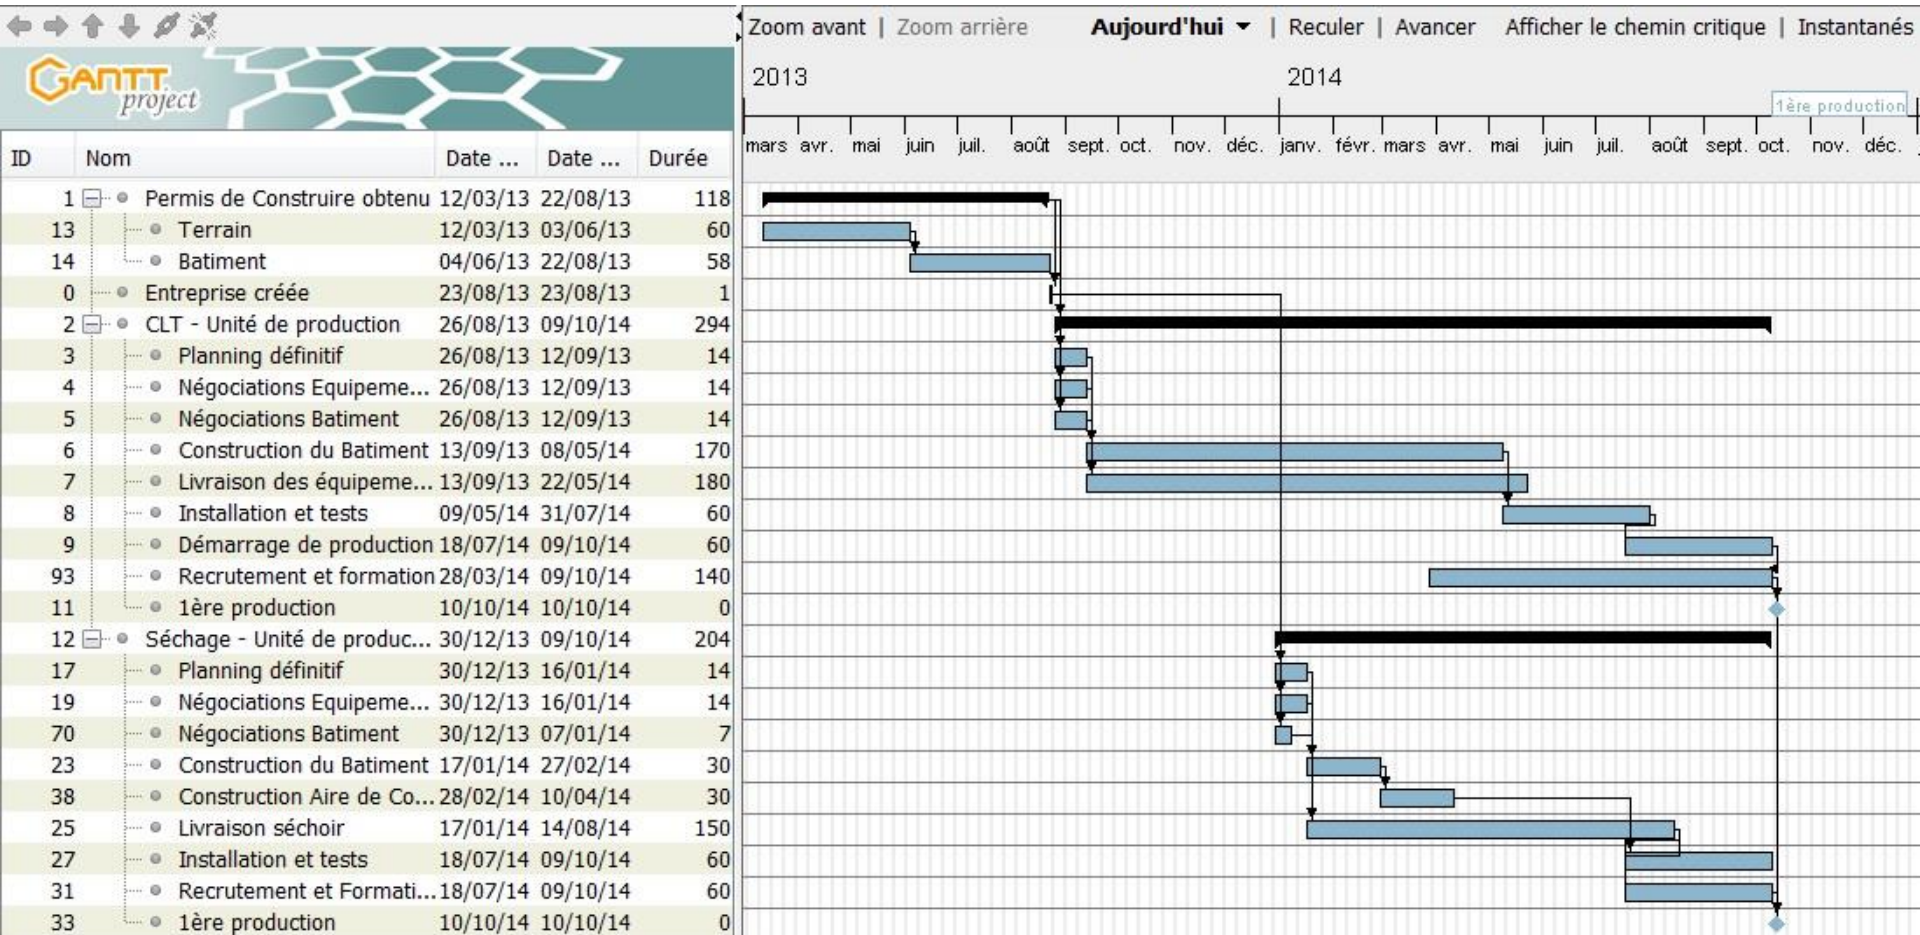 Zoom avant | Zoom arrière Aujourd'hui | Reculer | Avancer Afficher le chemin critique | Instantanés
GANTT
project
2013 2014
1ère production
mars avr. mai juin juil. août sept. oct. nov. déc. janv. févr. mars avr. mai juin juil. août sept. oct. nov. déc.
ID Nom Date ... Date ... Durée
1 Permis de Construire obtenu 12/03/13 22/08/13 118
13 Terrain 12/03/13 03/06/13 60
14 Batiment 04/06/13 22/08/13 58
0 Entreprise créée 23/08/13 23/08/13 1
2 CLT - Unité de production 26/08/13 09/10/14 294
3 Planning définitif 26/08/13 12/09/13 14
4 Négociations Equipeme... 26/08/13 12/09/13 14
5 Négociations Batiment 26/08/13 12/09/13 14
6 Construction du Batiment 13/09/13 08/05/14 170
7 Livraison des équipeme... 13/09/13 22/05/14 180
8 Installation et tests 09/05/14 31/07/14 60
9 Démarrage de production 18/07/14 09/10/14 60
93 Recrutement et formation 28/03/14 09/10/14 140
11 1ère production 10/10/14 10/10/14 0
12 Séchage - Unité de produc... 30/12/13 09/10/14 204
17 Planning définitif 30/12/13 16/01/14 14
19 Négociations Equipeme... 30/12/13 16/01/14 14
70 Négociations Batiment 30/12/13 07/01/14 7
23 Construction du Batiment 17/01/14 27/02/14 30
38 Construction Aire de Co... 28/02/14 10/04/14 30
25 Livraison séchoir 17/01/14 14/08/14 150
27 Installation et tests 18/07/14 09/10/14 60
31 Recrutement et Formati... 18/07/14 09/10/14 60
33 1ère production 10/10/14 10/10/14 0